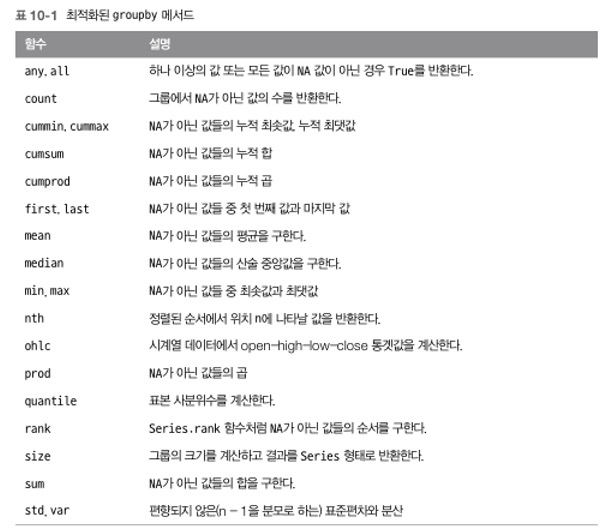 표 10-1 최적화된 groupby 메서드
함수 설명
any, all 하나 이상의 값 또는 모든 값이 NA 값이 아닌 경우 True를 반환한다.
count 그룹에서 NA가 아닌 값의 수를 반환한다.
cummin, cummax NA가 아닌 값들의 누적 최솟값, 누적 최댓값
cumsum NA가 아닌 값들의 누적 합
cumprod NA가 아닌 값들의 누적 곱
first, last NA가 아닌 값들 중 첫 번째 값과 마지막 값
mean NA가 아닌 값들의 평균을 구한다.
median NA가 아닌 값들의 산술 중앙값을 구한다.
min, max NA가 아닌 값들 중 최솟값과 최댓값
nth 정렬된 순서에서 위치 n에 나타날 값을 반환한다.
ohlc 시계열 데이터에서 open-high-low-close 통곗값을 계산한다.
prod NA가 아닌 값들의 곱
quantile 표본 사분위수를 계산한다.
rank Series.rank 함수처럼 NA가 아닌 값들의 순서를 구한다.
size 그룹의 크기를 계산하고 결과를 Series 형태로 반환한다.
sum NA가 아닌 값들의 합을 구한다.
std, var 편향되지 않은(n - 1을 분모로 하는) 표준편차와 분산